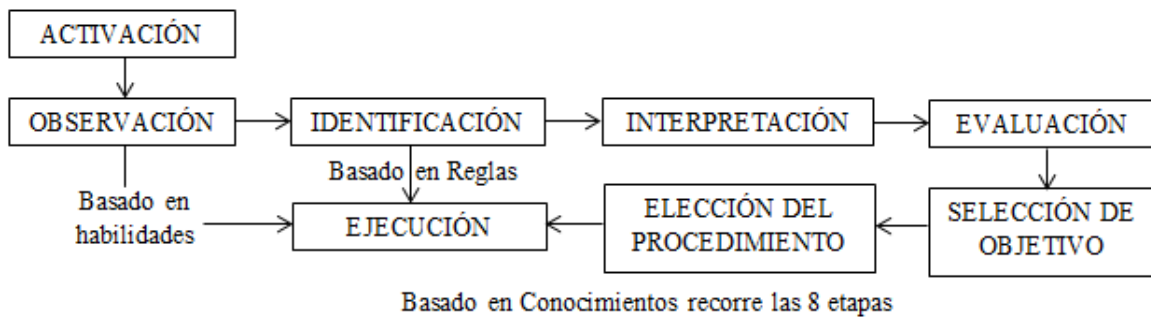 ACTIVACIÓN
OBSERVACIÓN
IDENTIFICACIÓN
INTERPRETACIÓN
EVALUACIÓN
Basado en Reglas
Basado en
habilidades
EJECUCIÓN
ELECCIÓN DEL
PROCEDIMIENTO
SELECCIÓN DE
OBJETIVO
Basado en Conocimientos recorre las 8 etapas